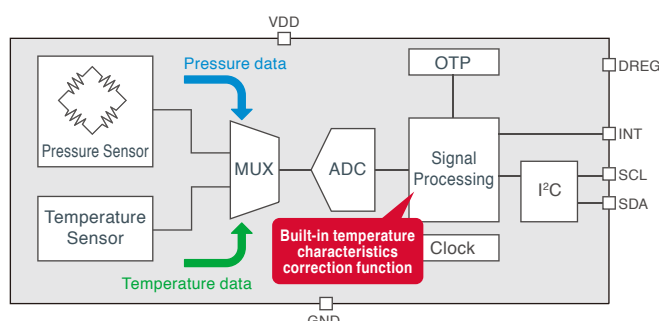 VDD
Pressure data
OTP
DREG
Pressure Sensor
MUX
ADC
Signal
Processing
INT
SCL
I²C
SDA
Temperature
Sensor
Built-in temperature
characteristics
correction function
Clock
Temperature data
GND